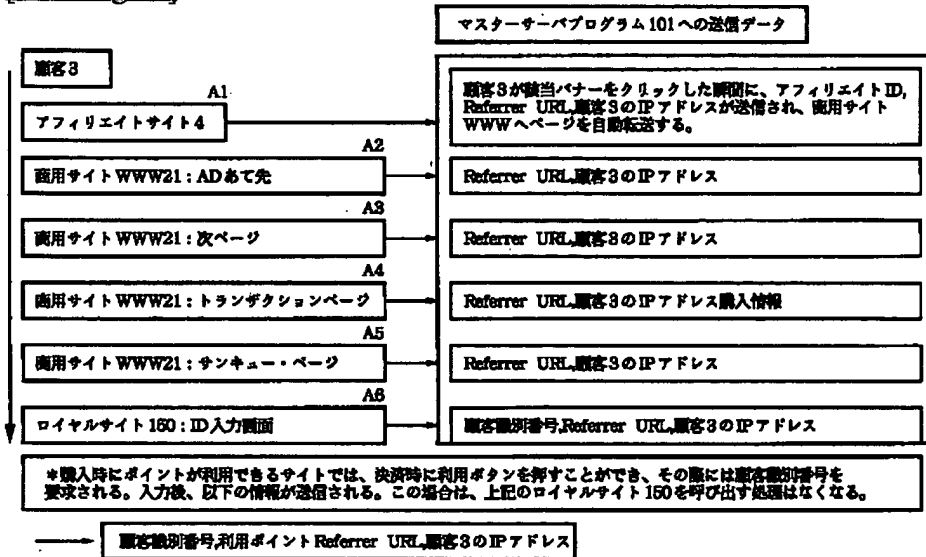 マスターサーバプログラム101への送信データ
顧客3
A1
アフィリエイトサイト4
顧客3が該当バナーをクリックした瞬間に、アフィリエイトID,
Referrer URL,顧客3のIPアドレスが送信され、商用サイト
WWWへページを自動転送する。
A2
商用サイトWWW21：ADあて先
Referrer URL,顧客3のIPアドレス
A3
商用サイトWWW21：次ページ
Referrer URL,顧客3のIPアドレス
A4
商用サイトWWW21：トランザクションページ
Referrer URL,顧客3のIPアドレス購入情報
A5
商用サイトWWW21：サンキュー・ページ
Referrer URL,顧客3のIPアドレス
A6
ロイヤルサイト150：ID入力画面
顧客識別番号,Referrer URL,顧客3のIPアドレス
*購入時にポイントが利用できるサイトでは、決済時に利用ボタンを押すことができ、その際には顧客識別番号を
要求される。入力後、以下の情報が送信される。この場合は、上記のロイヤルサイト150を呼び出す処理はなくなる。
顧客識別番号,利用ポイントReferrer URL,顧客3のIPアドレス